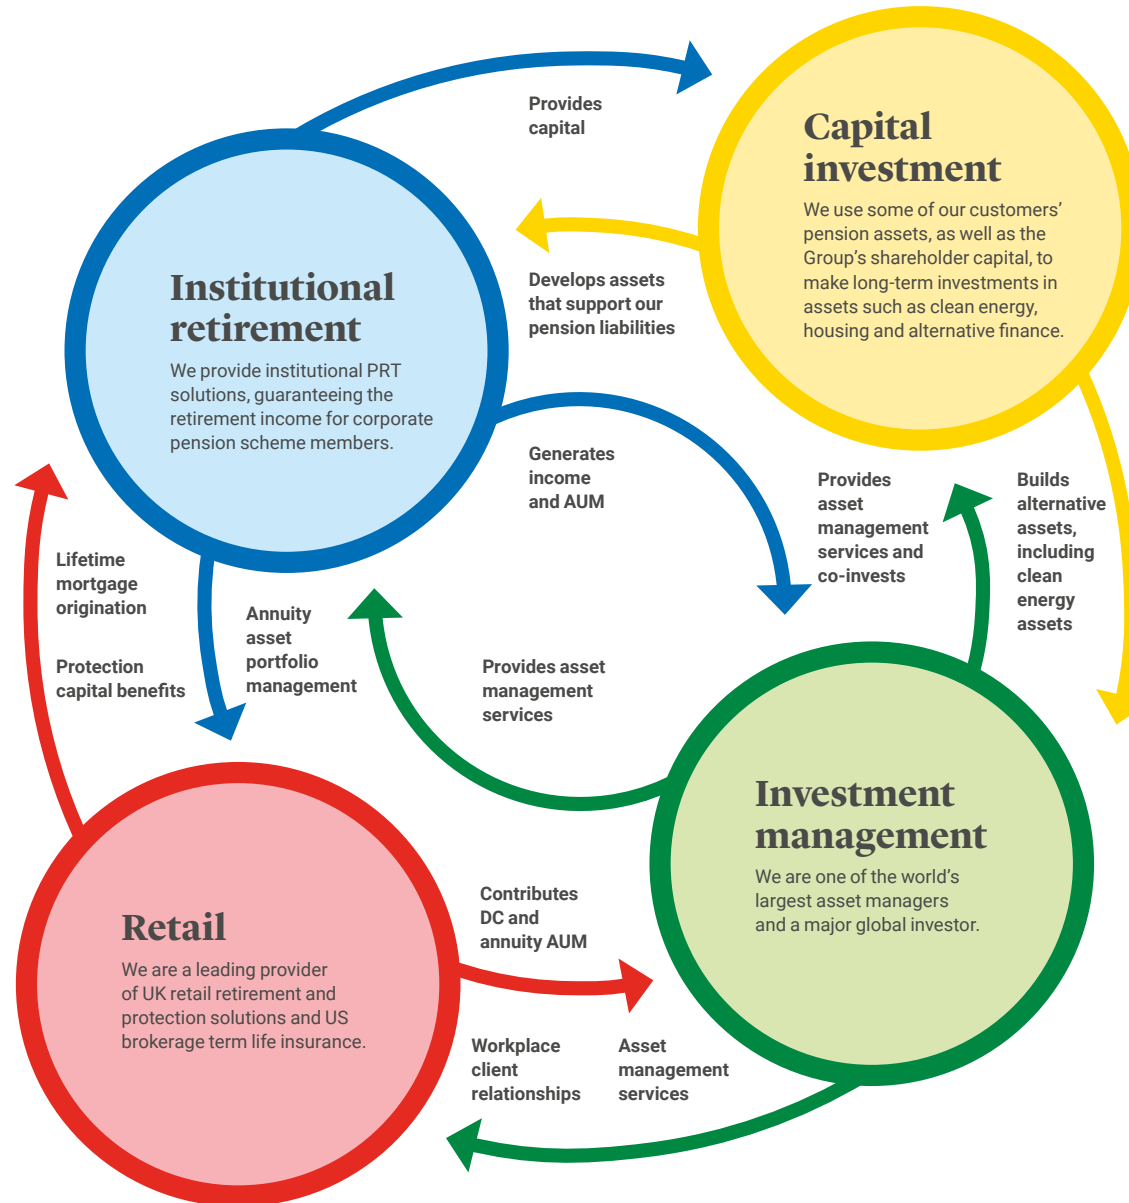 Provides
capital
Capital
investment
We use some of our customers’
pension assets, as well as the
Group’s shareholder capital, to
make long-term investments in
assets such as clean energy,
housing and alternative finance.
Develops assets
that support our
pension liabilities
Institutional
retirement
We provide institutional PRT
solutions, guaranteeing the
retirement income for corporate
pension scheme members.
Generates
income
and AUM
Provides
asset
management
services and
co-invests
Builds
alternative
assets,
including
clean
energy
assets
Lifetime
mortgage
origination
Protection
capital benefits
Annuity
asset
portfolio
management
Provides asset
management
services
Investment
management
We are one of the world’s
largest asset managers
and a major global investor.
Retail
We are a leading provider
of UK retail retirement and
protection solutions and US
brokerage term life insurance.
Contributes
DC and
annuity AUM
Workplace
client
relationships
Asset
management
services